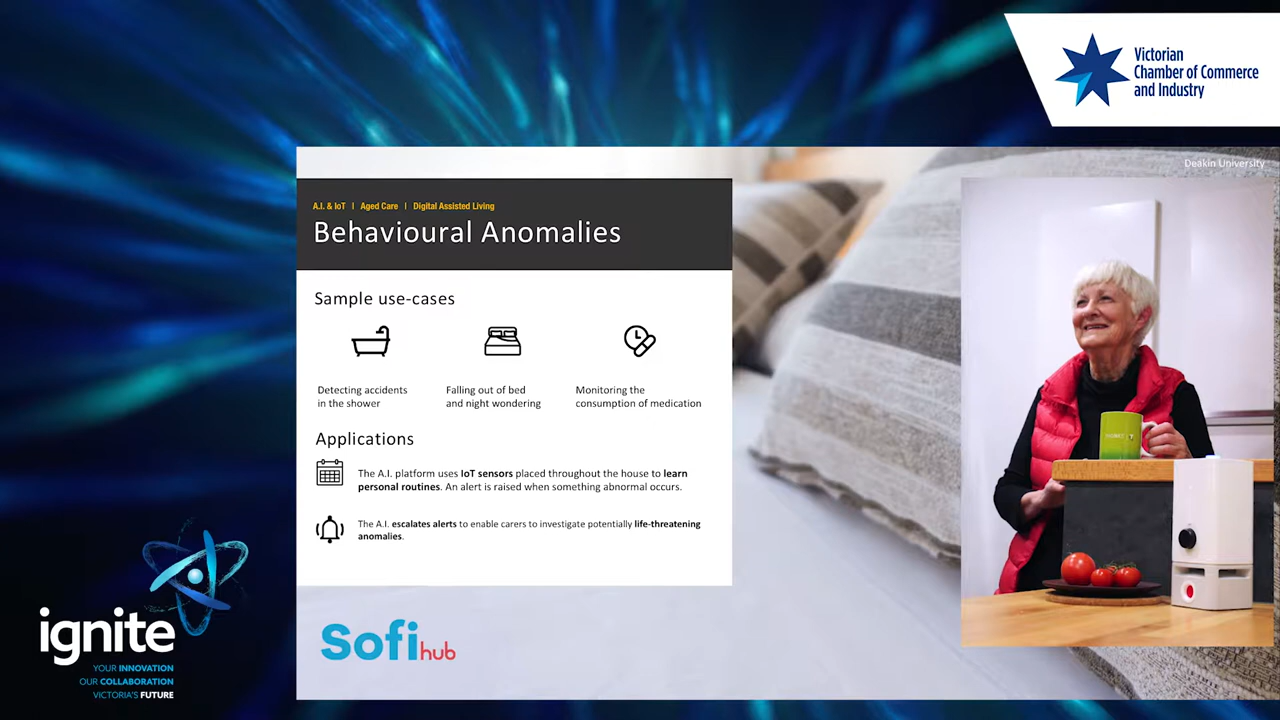 Victorian
Chamber of Commerce
and Industry
Deakin University
A.I. & IoT | Aged Care | Digital Assisted Living
Behavioural Anomalies
Sample use-cases
Detecting accidents
in the shower
Falling out of bed
and night wondering
Monitoring the
consumption of medication
Applications
The A.I. platform uses IoT sensors placed throughout the house to learn
personal routines. An alert is raised when something abnormal occurs.
The A.I. escalates alerts to enable carers to investigate potentially life-threatening
anomalies.
Sofihub
ignite
YOUR INNOVATION
OUR COLLABORATION
VICTORIA'S FUTURE